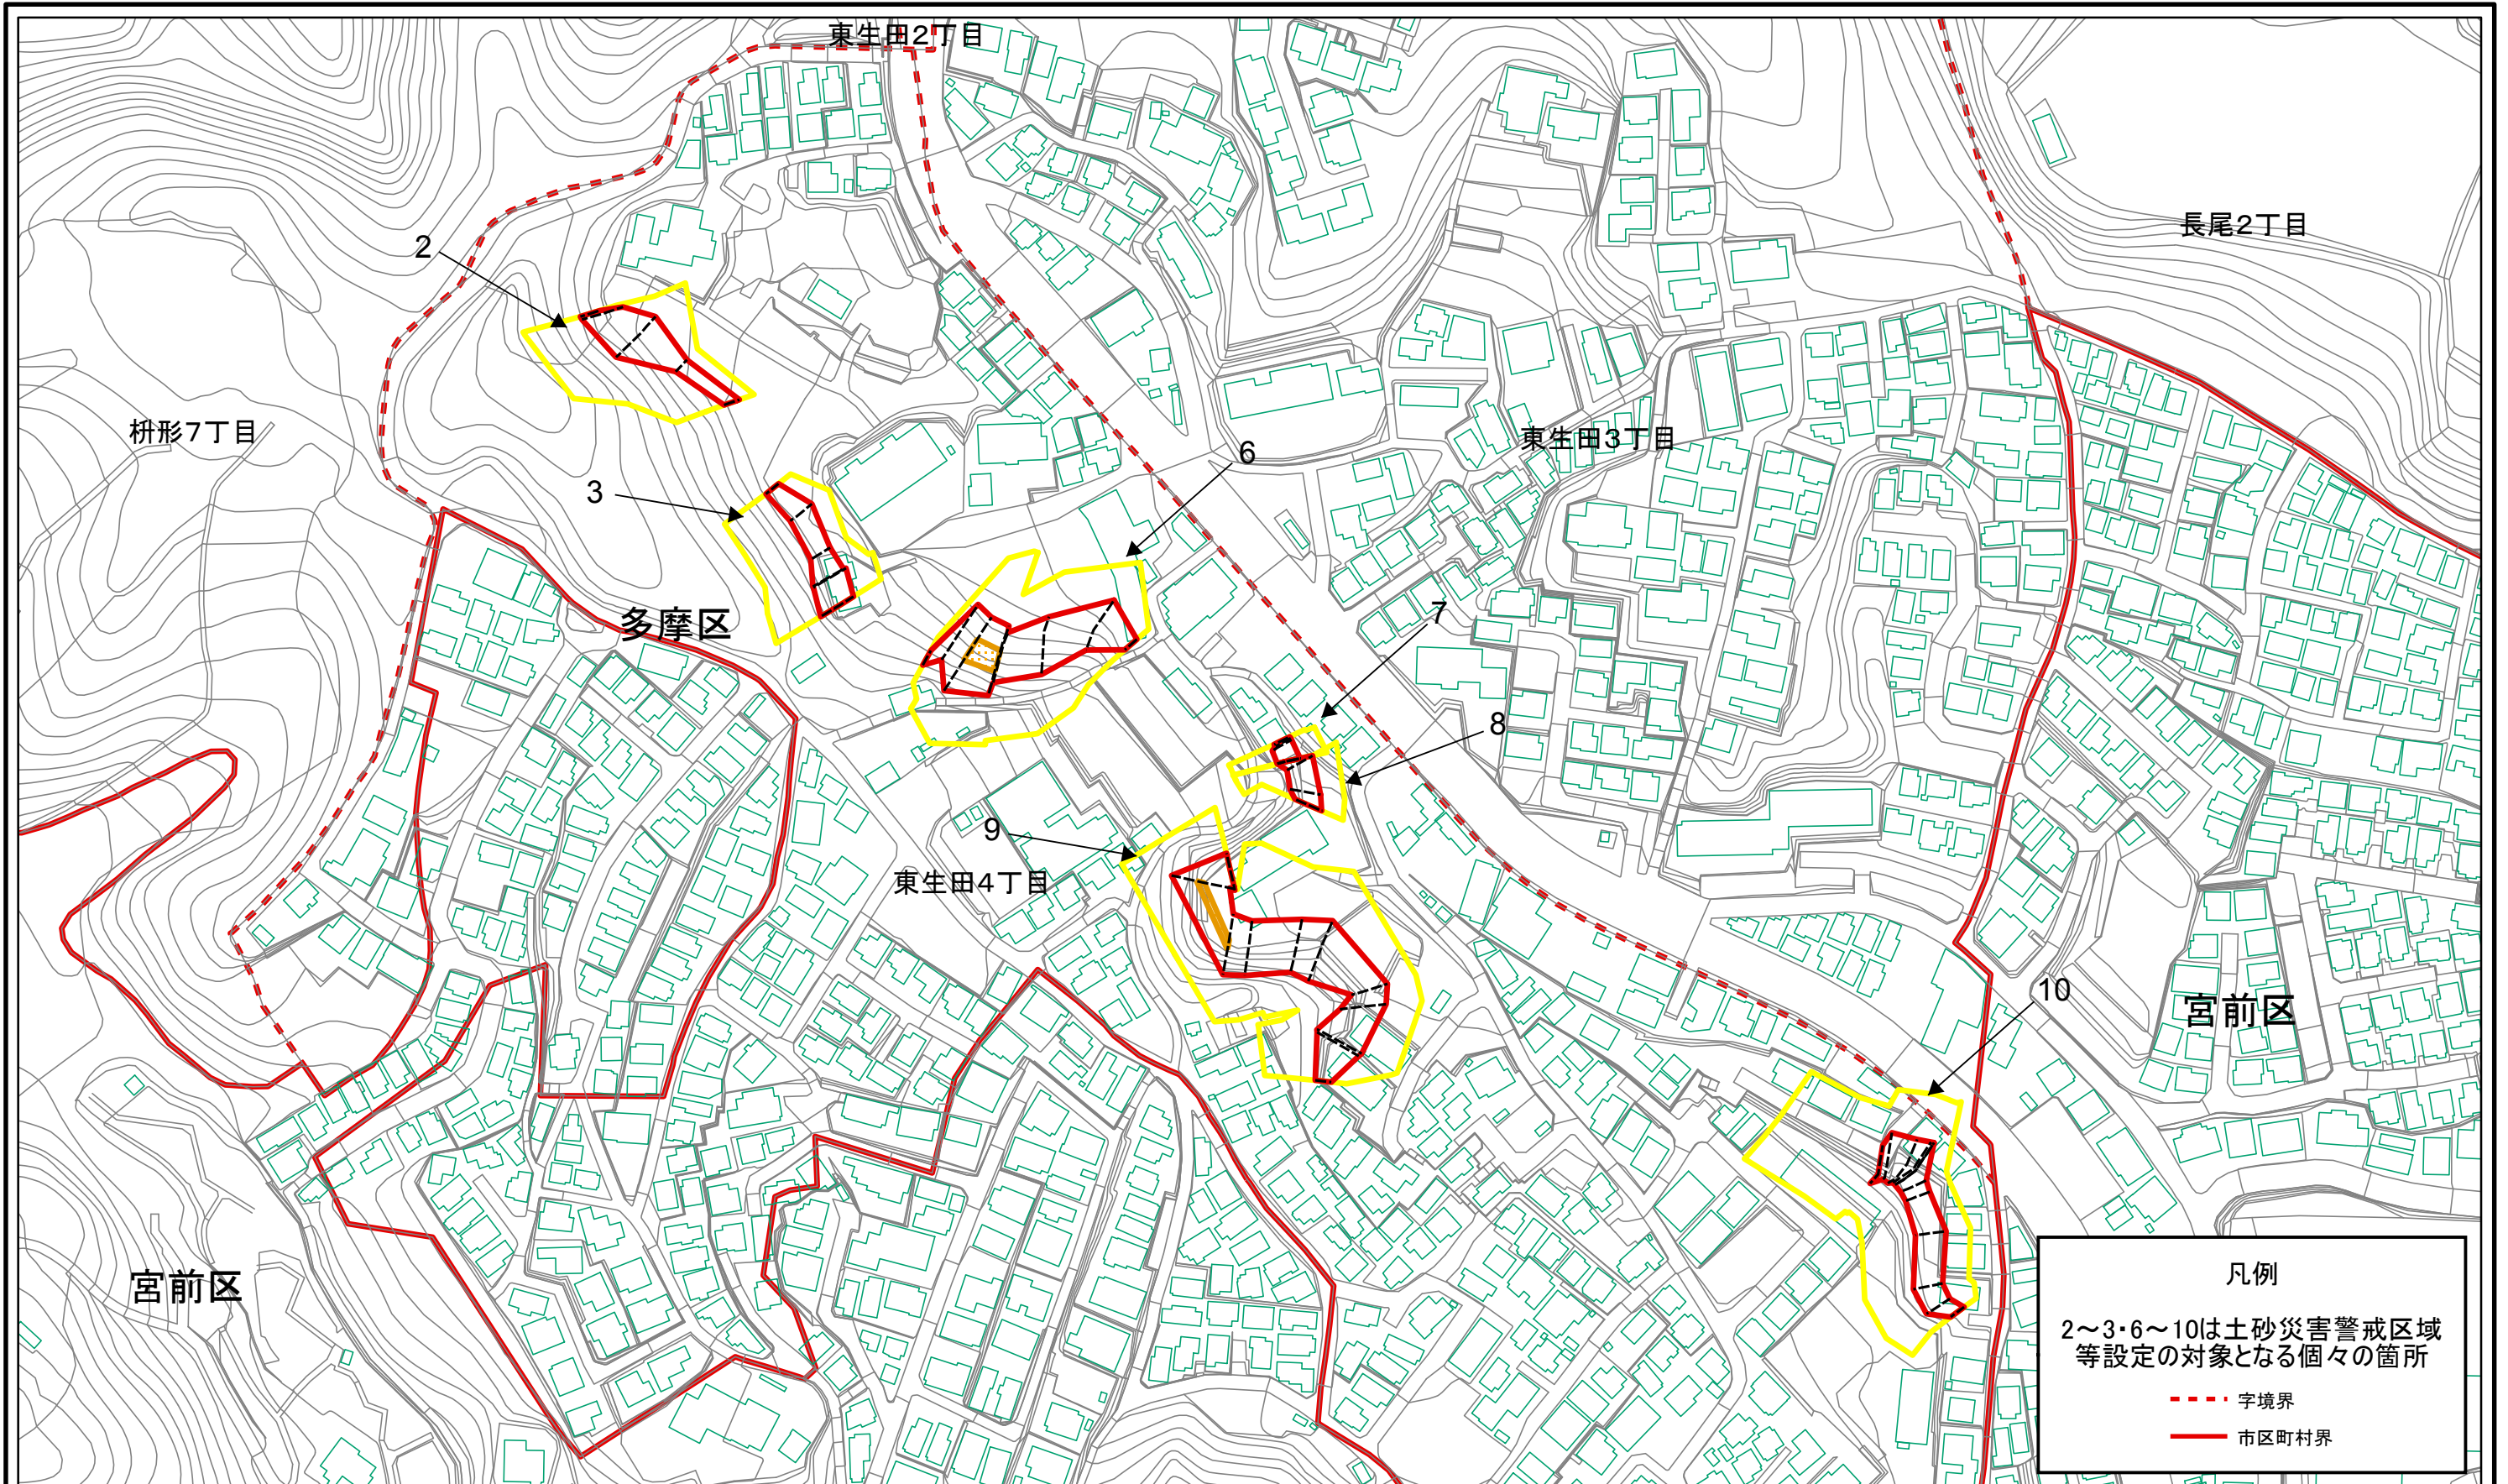 東生田2丁目
長尾2丁目
2
枡形7丁目
東生田3丁目
6
3
多摩区
7
8
9
東生田4丁目
10
宮前区
宮前区
凡例
2～3・6～10は土砂災害警戒区域
等設定の対象となる個々の箇所
字境界
市区町村界